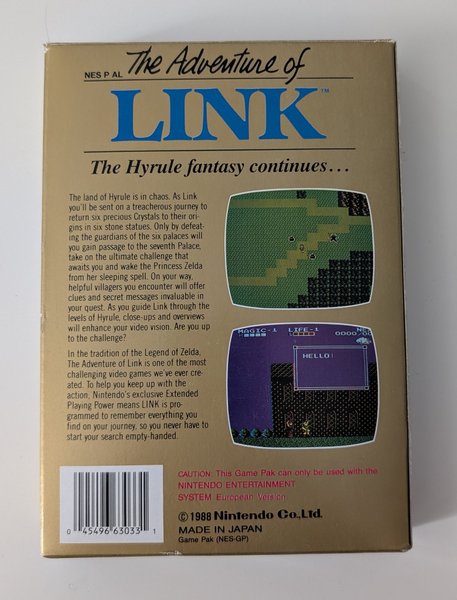 The Adventure of
NES P AL
LINK™
The Hyrule fantasy continues...
The land of Hyrule is in chaos. As Link
you'll be sent on a treacherous journey to
return six precious Crystals to their ori-
gins in six stone statues. Only by defeat-
ing the guardians of the six palaces will
you gain passage to the seventh Palace,
take on the ultimate challenge that
awaits you and wake the Princess Zelda
from her sleeping spell. On your way,
helpful villagers you encounter will offer
clues and secret messages invaluable in
your quest. As you guide Link through the
levels of Hyrule, close-ups and overviews
will enhance your video vision. Are you up
to the challenge?
In the tradition of the Legend of Zelda,
The Adventure of Link is one of the most
challenging video games we've ever cre-
ated. To help you keep up with the
action, Nintendo's exclusive Extended
Playing Power means LINK is pro-
grammed to remember everything you
find on your journey, so you never have to
start your search empty-handed.
MAGIC-1 LIFE-1 NE
0000/00
HELLO!
CAUTION: This Game Pak can only be used with the
NINTENDO ENTERTAINMENT
SYSTEM European Version
© 1988 Nintendo Co., Ltd.
MADE IN JAPAN
Game Pak (NES-GP)
0 45496 63033 1